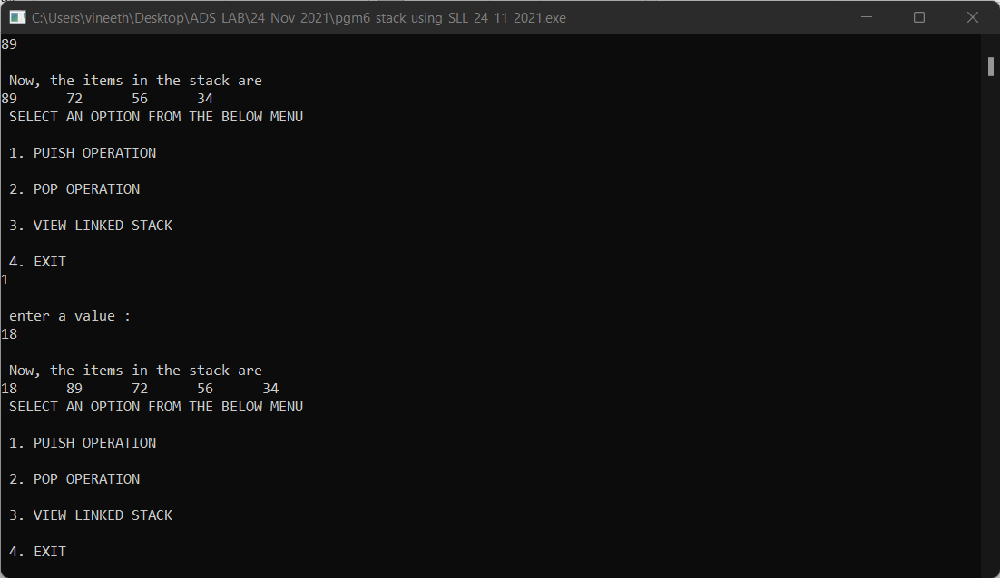 C:\Users\vineeth\Desktop\ADS_LAB\24_Nov_2021\pgm6_stack_using_SLL_24_11_2021.exe
89
Now, the items in the stack are
89 72 56 34
SELECT AN OPTION FROM THE BELOW MENU
1. PUISH OPERATION
2. POP OPERATION
3. VIEW LINKED STACK
4. EXIT
1
enter a value :
18
Now, the items in the stack are
18 89 72 56 34
SELECT AN OPTION FROM THE BELOW MENU
1. PUISH OPERATION
2. POP OPERATION
3. VIEW LINKED STACK
4. EXIT